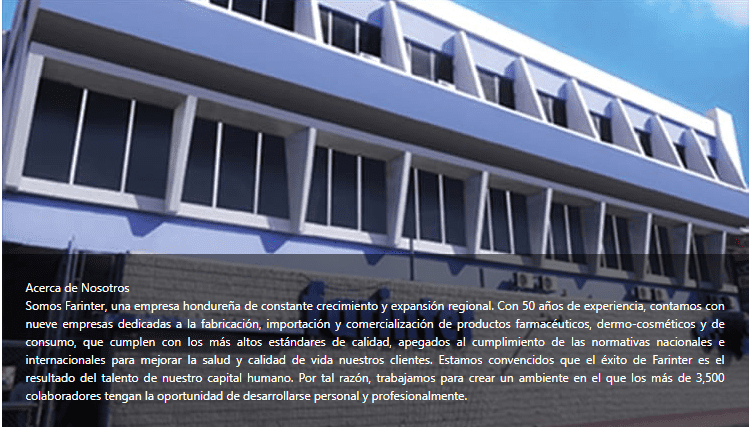 Acerca de Nosotros
Somos Farinter, una empresa hondureña de constante crecimiento y expansión regional. Con 50 años de experiencia, contamos con
nueve empresas dedicadas a la fabricación, importación y comercialización de productos farmacéuticos, dermo-cosméticos y de
consumo, que cumplen con los más altos estándares de calidad, apegados al cumplimiento de las normativas nacionales e
internacionales para mejorar la salud y calidad de vida nuestros clientes. Estamos convencidos que el éxito de Farinter es el
resultado del talento de nuestro capital humano. Por tal razón, trabajamos para crear un ambiente en el que los más de 3,500
colaboradores tengan la oportunidad de desarrollarse personal y profesionalmente.